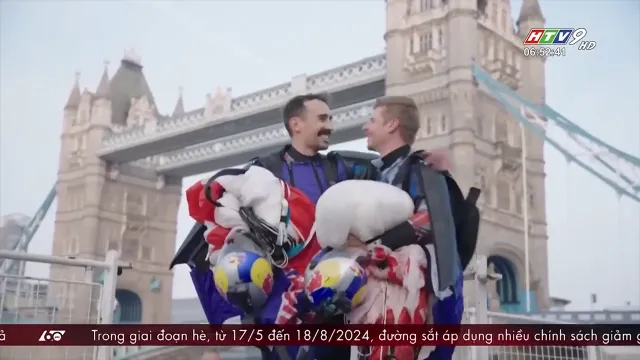 HTV9 HD
06:52:41
ả
60
Trong giai đoạn hè, từ 17/5 đến 18/8/2024, đường sắt áp dụng nhiều chính sách giảm